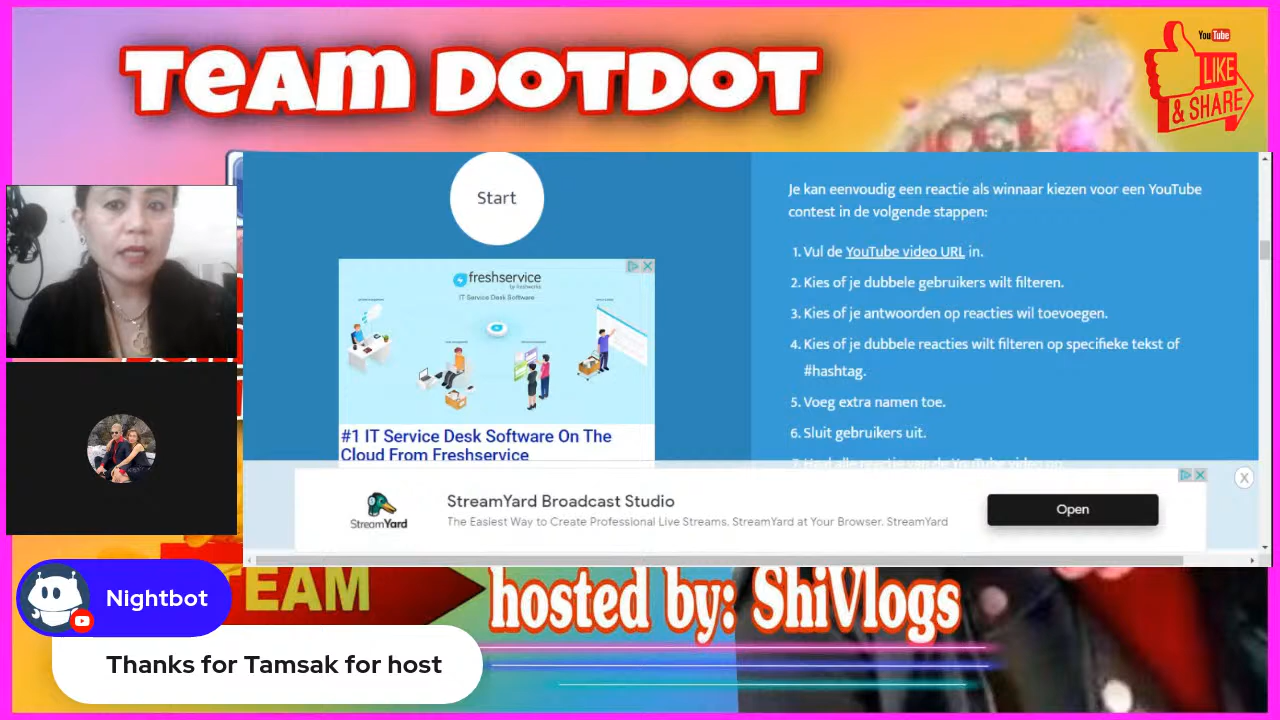 TEAM DOTDOT
YouTube
LIKE
& SHARE
Start
Je kan eenvoudig een reactie als winnaar kiezen voor een YouTube
contest in de volgende stappen:
1. Vul de YouTube video URL in.
2. Kies of je dubbele gebruikers wilt filteren.
3. Kies of je antwoorden op reacties wil toevoegen.
4. Kies of je dubbele reacties wilt filteren op specifieke tekst of
#hashtag.
5. Voeg extra namen toe.
6. Sluit gebruikers uit.
freshservice
by freshworks
IT Service Desk Software
#1 IT Service Desk Software On The
Cloud From Freshservice
StreamYard
StreamYard Broadcast Studio
The Easiest Way to Create Professional Live Streams. StreamYard at Your Browser. StreamYard
Open
TEAM
hosted by: ShiVlogs
Nightbot
Thanks for Tamsak for host